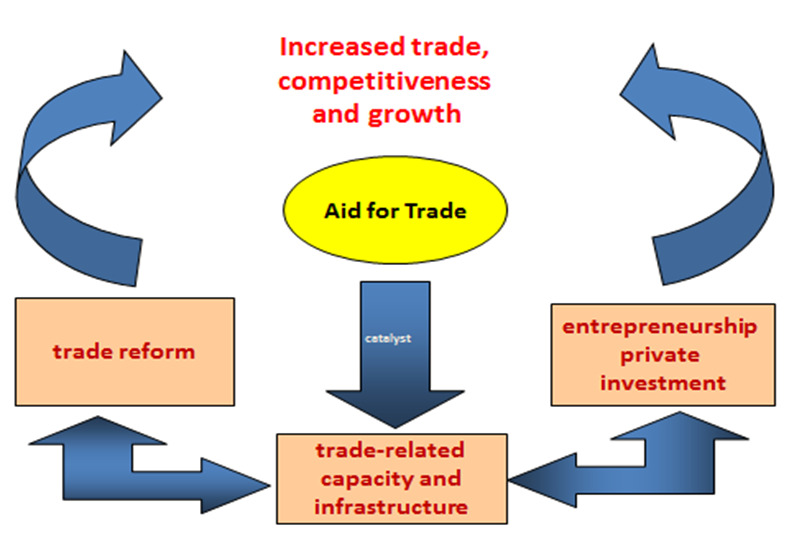 Increased trade,
competitiveness
and growth
Aid for Trade
catalyst
trade reform
entrepreneurship
private
investment
trade-related
capacity and
infrastructure